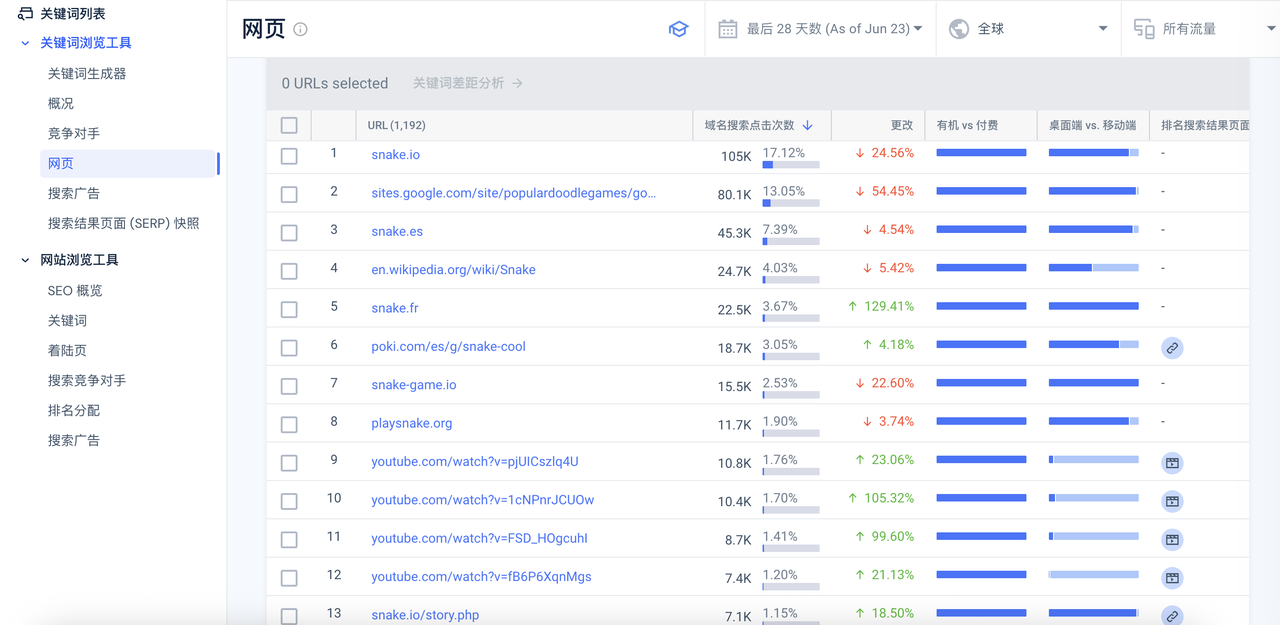 关键词列表
关键词浏览工具
关键词生成器
概况
竞争对手
网页
搜索广告
搜索结果页面 (SERP) 快照
网站浏览工具
SEO 概览
关键词
着陆页
搜索竞争对手
排名分配
搜索广告
网页
最后 28 天数 (As of Jun 23)
全球
所有流量
0 URLs selected 关键词差距分析 →
URL (1,192) 域名搜索点击次数 ↓ 更改 有机 vs 付费 桌面端 vs. 移动端 排名搜索结果页面
1 snake.io 105K 17.12% ↓ 24.56% -
2 sites.google.com/site/populardoodlegames/go... 80.1K 13.05% ↓ 54.45% -
3 snake.es 45.3K 7.39% ↓ 4.54% -
4 en.wikipedia.org/wiki/Snake 24.7K 4.03% ↓ 5.42% -
5 snake.fr 22.5K 3.67% ↑ 129.41% -
6 poki.com/es/g/snake-cool 18.7K 3.05% ↑ 4.18%
7 snake-game.io 15.5K 2.53% ↓ 22.60% -
8 playsnake.org 11.7K 1.90% ↓ 3.74% -
9 youtube.com/watch?v=pjUICszlq4U 10.8K 1.76% ↑ 23.06%
10 youtube.com/watch?v=1cNPnrJCUOw 10.4K 1.70% ↑ 105.32%
11 youtube.com/watch?v=FSD_HOgcuhI 8.7K 1.41% ↑ 99.60%
12 youtube.com/watch?v=fB6P6XqnMgs 7.4K 1.20% ↑ 21.13%
13 snake.io/story.php 7.1K 1.15% ↑ 18.50%